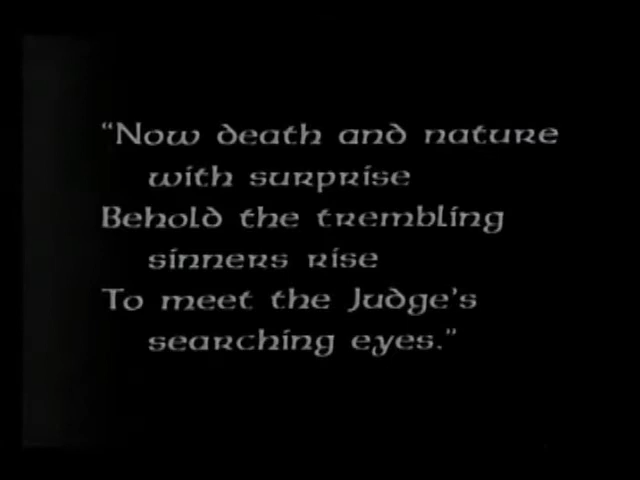 “Now death and nature
with surprise
Behold the trembling
sinners rise
To meet the Judge's
searching eyes.”